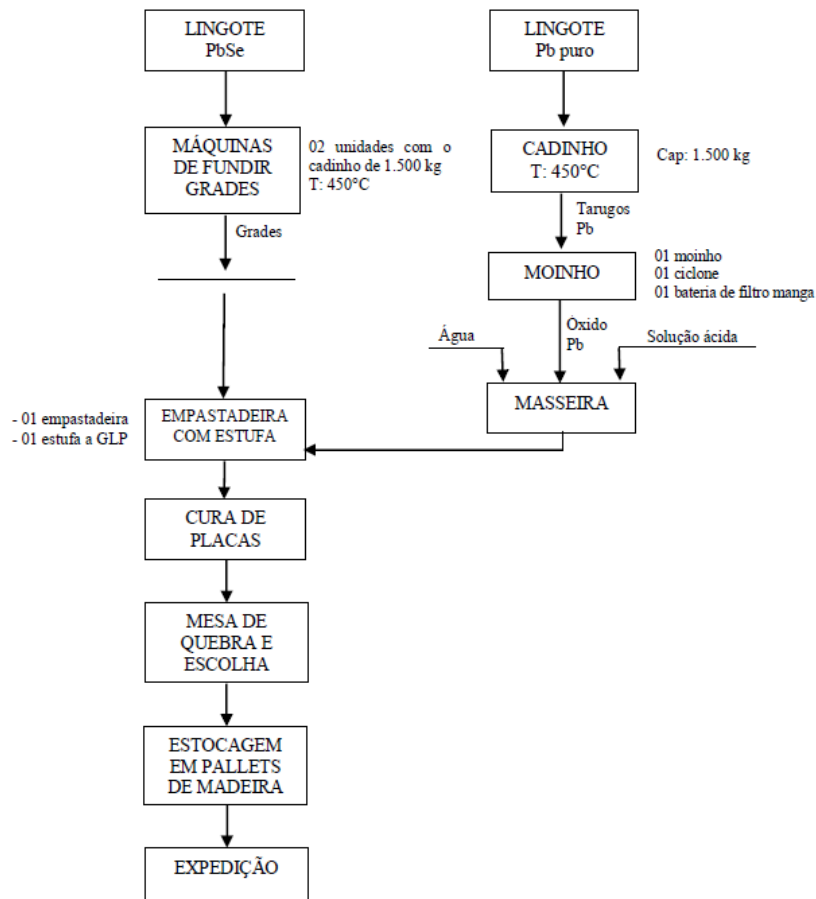 LINGOTE
PbSe
LINGOTE
Pb puro
MÁQUINAS
DE FUNDIR
GRADES
02 unidades com o
cadinho de 1.500 kg
T: 450°C
CADINHO
T: 450°C
Cap: 1.500 kg
Grades
Tarugos
Pb
MOINHO
01 moinho
01 ciclone
01 bateria de filtro manga
Água
Óxido
Pb
Solução ácida
MASSEIRA
- 01 empastadeira
- 01 estufa a GLP
EMPASTADEIRA
COM ESTUFA
CURA DE
PLACAS
MESA DE
QUEBRA E
ESCOLHA
ESTOCAGEM
EM PALLETS
DE MADEIRA
EXPEDIÇÃO